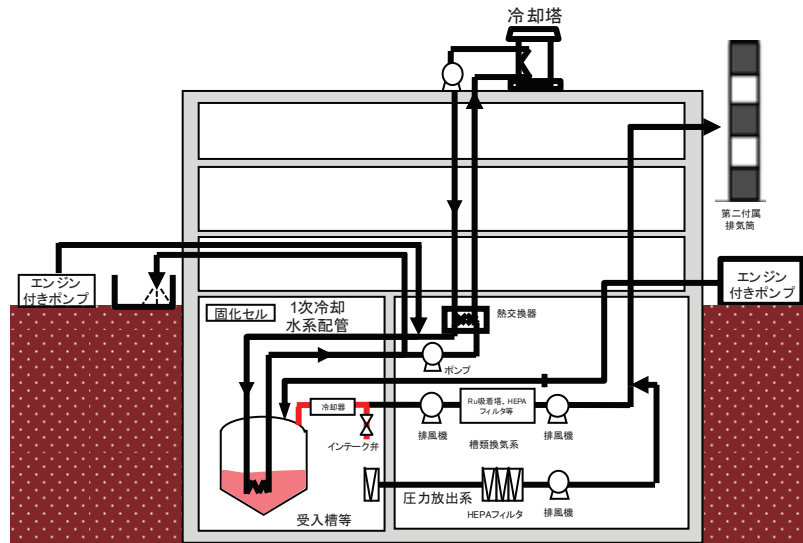 冷却塔
第二付属
排気筒
エンジン
付きポンプ
エンジン
付きポンプ
固化セル
1次冷却
水系配管
熱交換器
ポンプ
冷却器
Ru吸着塔、HEPA
フィルタ等
インテーク弁
排風機
槽類換気系
排風機
受入槽等
圧力放出系
HEPAフィルタ
排風機